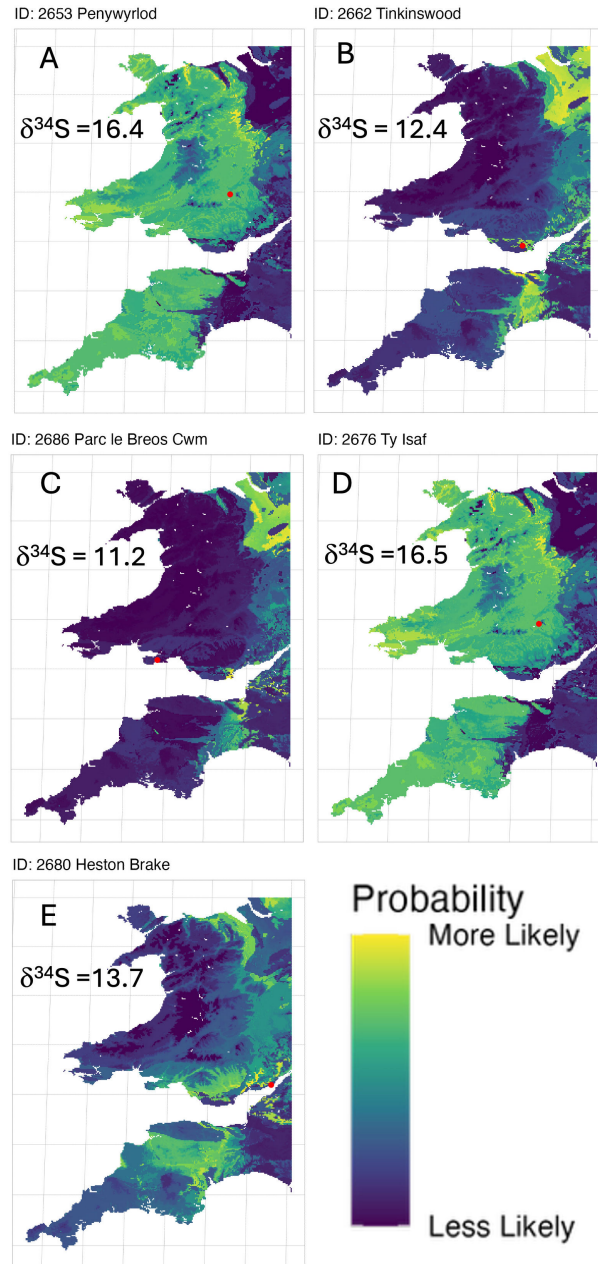 ID: 2653 Penywyrlod
A
δ³⁴S =16.4
ID: 2662 Tinkinswood
B
δ³⁴S =12.4
ID: 2686 Parc le Breos Cwm
C
δ³⁴S = 11.2
ID: 2676 Ty Isaf
D
δ³⁴S =16.5
ID: 2680 Heston Brake
E
δ³⁴S =13.7
Probability
More Likely
Less Likely